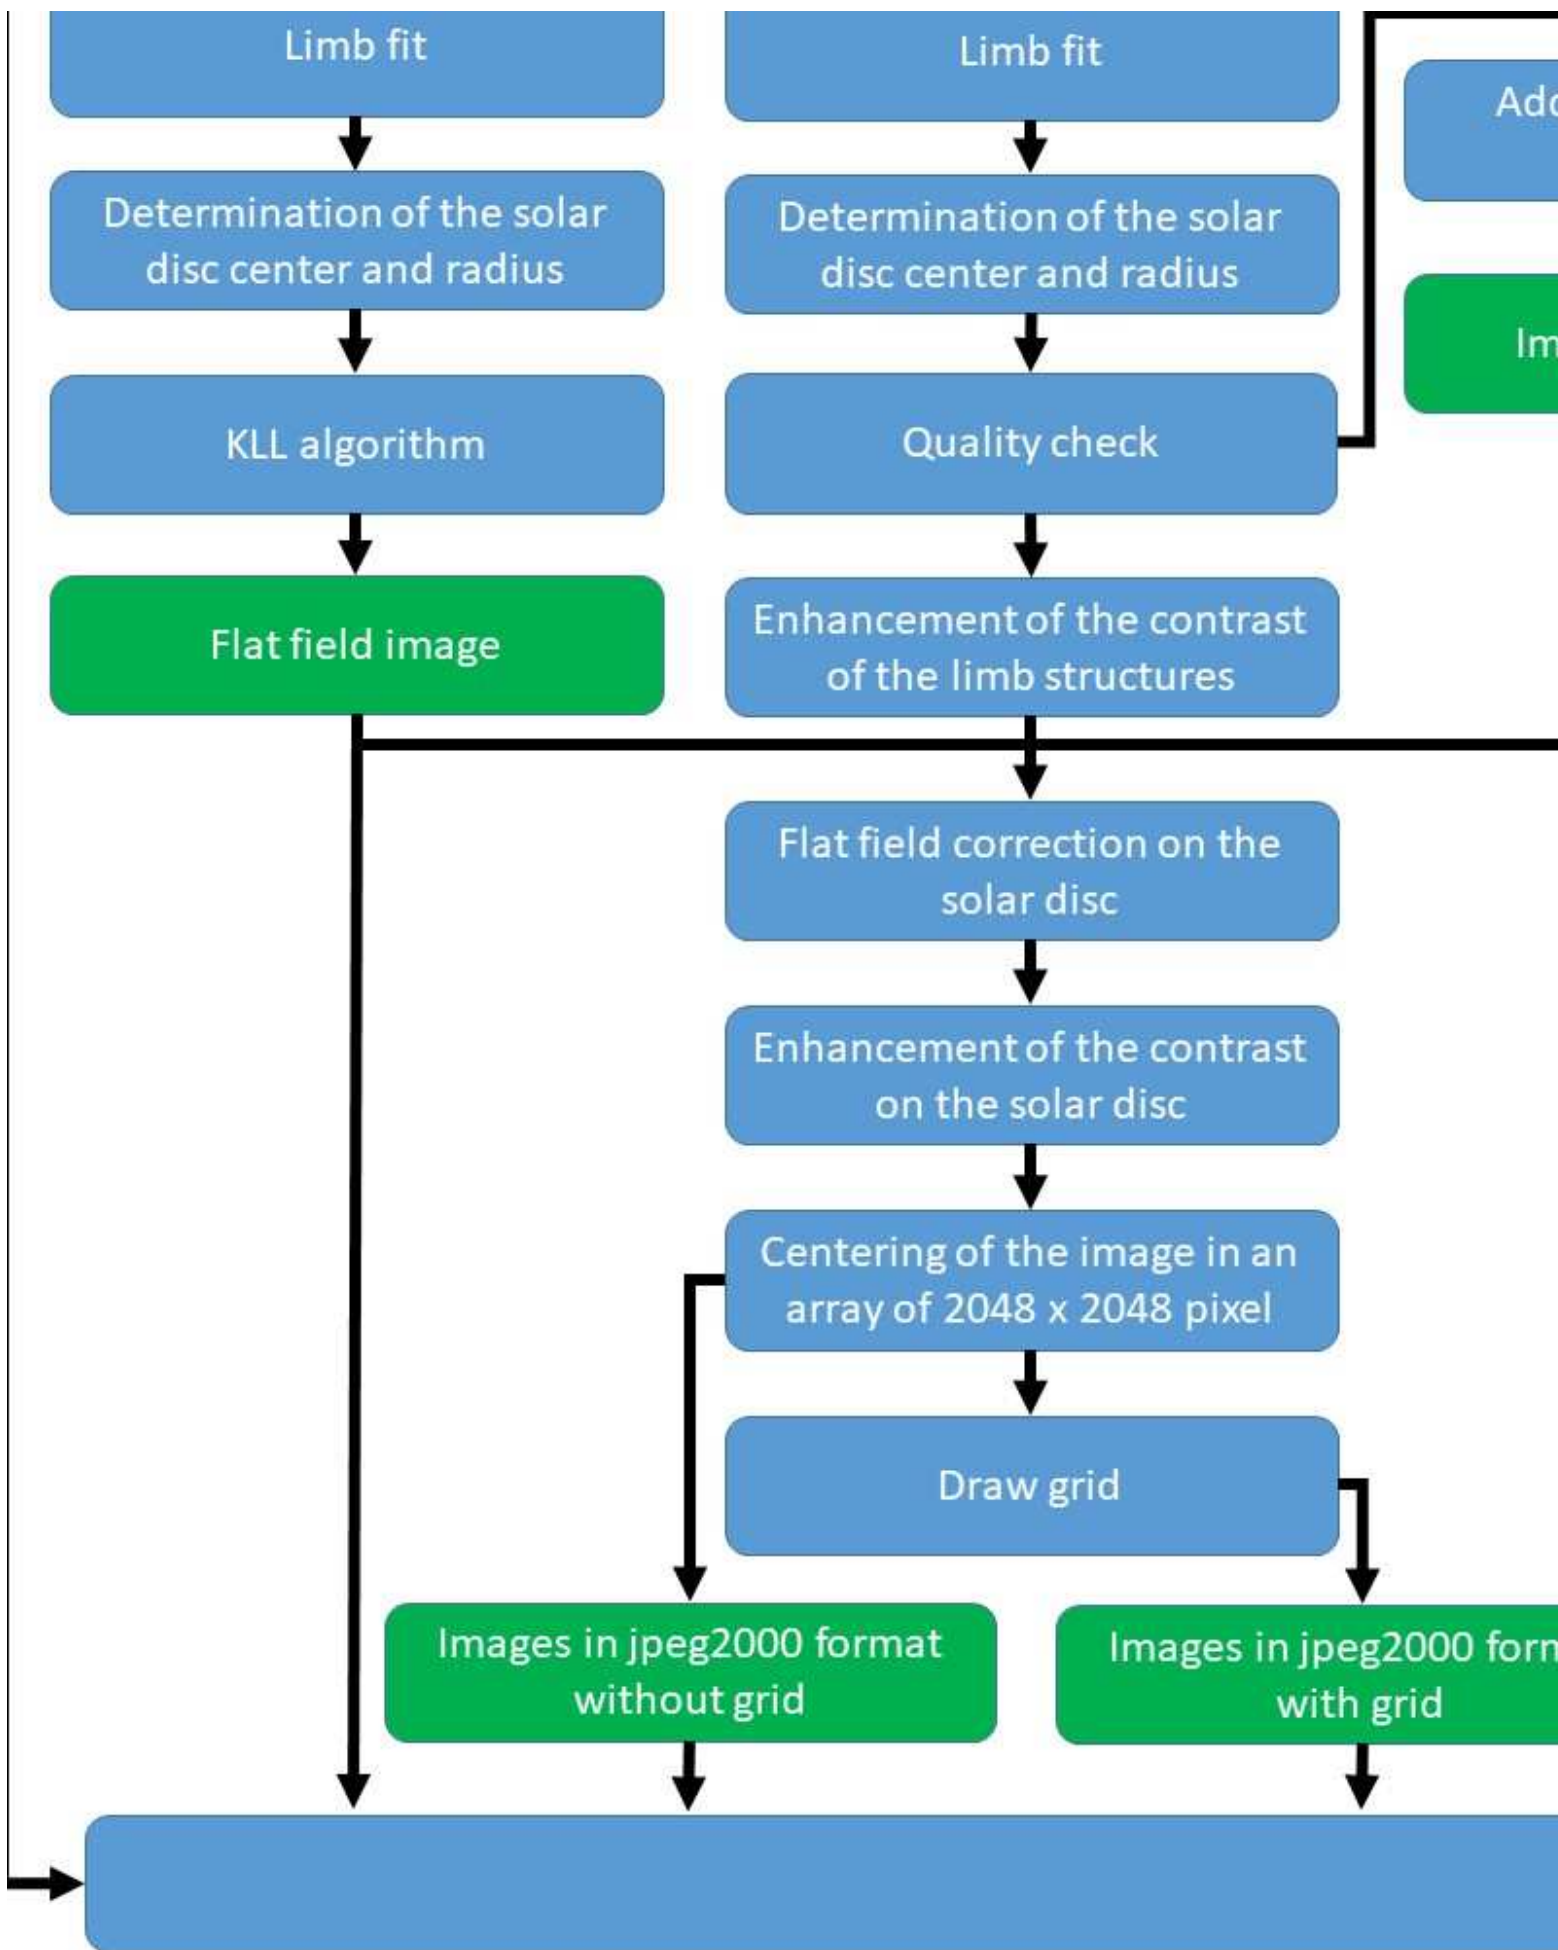 Limb fit
Determination of the solar
disc center and radius
KLL algorithm
Flat field image
Limb fit
Determination of the solar
disc center and radius
Quality check
Enhancement of the contrast
of the limb structures
Flat field correction on the
solar disc
Enhancement of the contrast
on the solar disc
Centering of the image in an
array of 2048 x 2048 pixel
Draw grid
Images in jpeg2000 format
without grid
Images in jpeg2000
with grid